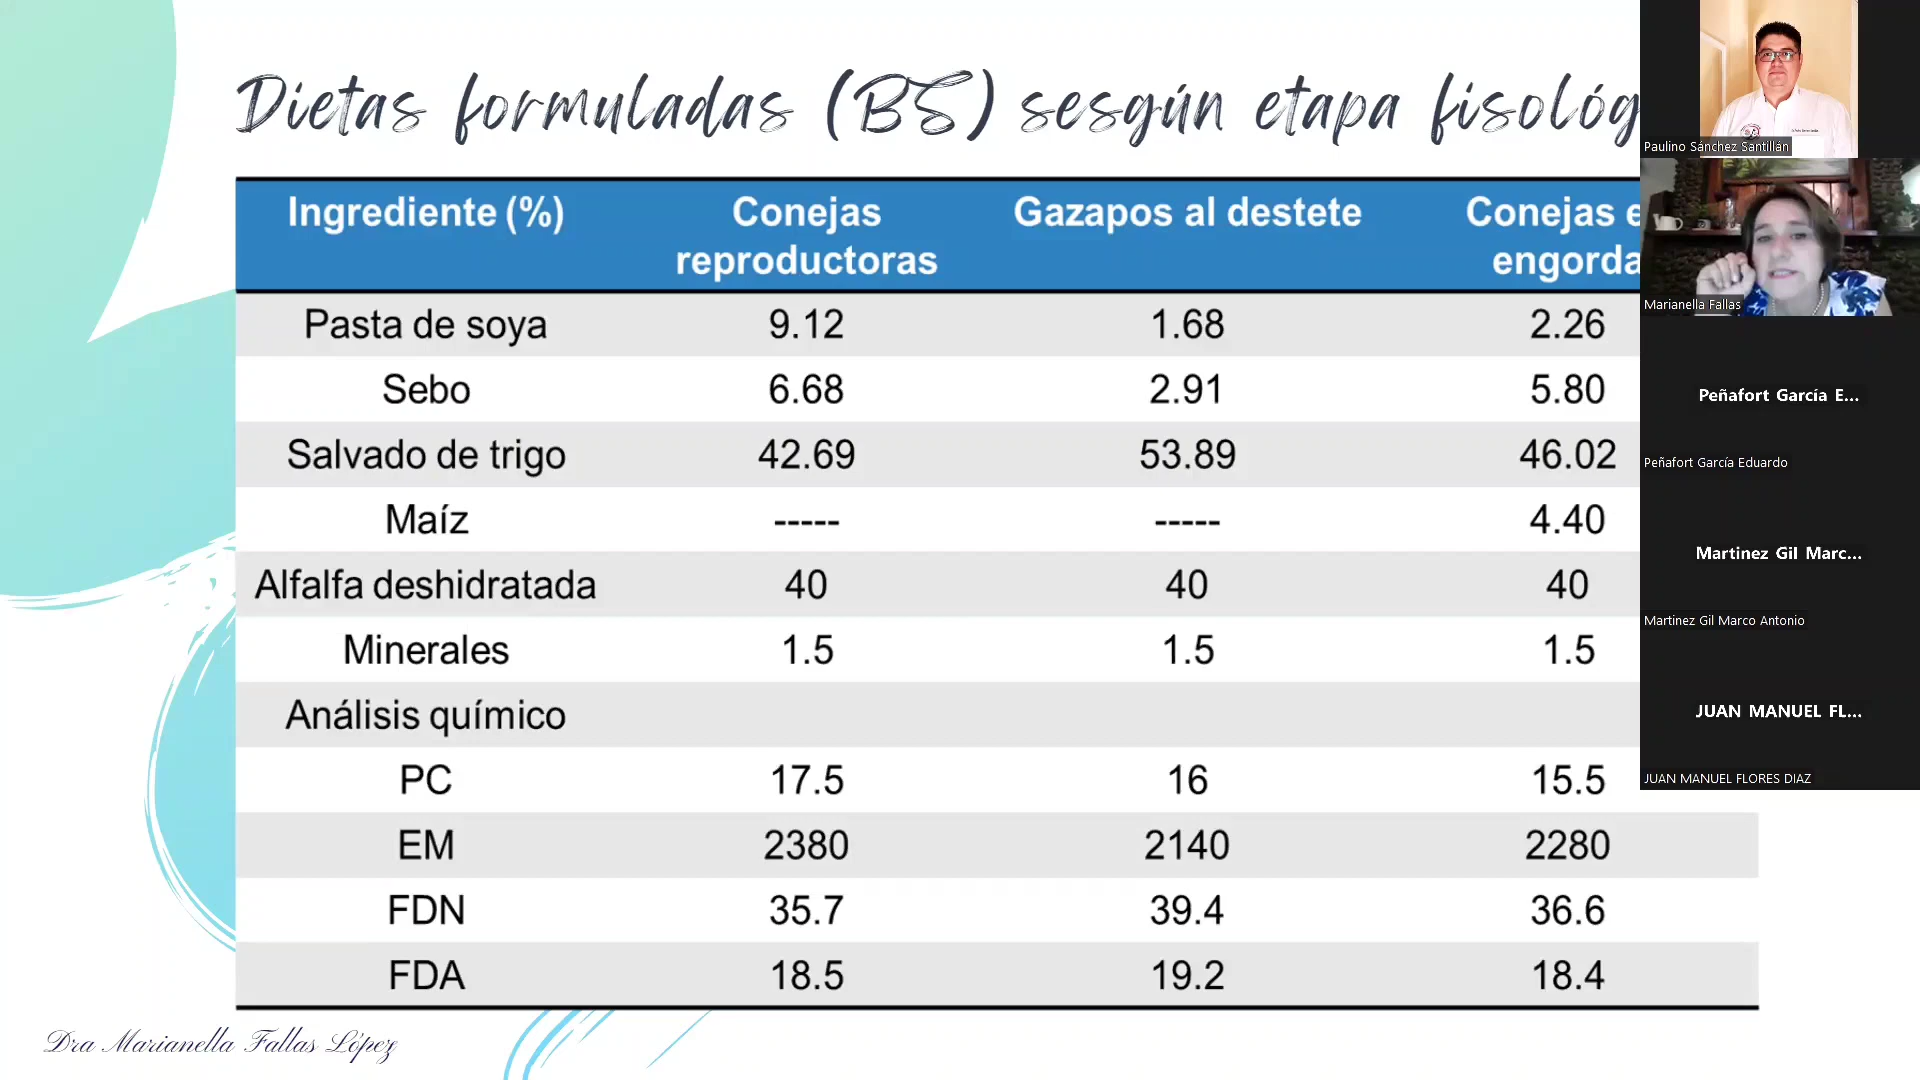 Dietas formuladas (BS) sesgún etapa fisológ
Ingrediente (%) Conejas reproductoras Gazapos al destete Conejas e engorda
Pasta de soya 9.12 1.68 2.26
Sebo 6.68 2.91 5.80
Salvado de trigo 42.69 53.89 46.02
Maíz ----- ----- 4.40
Alfalfa deshidratada 40 40 40
Minerales 1.5 1.5 1.5
Análisis químico
PC 17.5 16 15.5
EM 2380 2140 2280
FDN 35.7 39.4 36.6
FDA 18.5 19.2 18.4
Dra Marianella Fallas López
Paulino Sánchez Santillán
Marianella Fallas
Peñafort García E...
Peñafort García Eduardo
Martinez Gil Marc...
Martinez Gil Marco Antonio
JUAN MANUEL FL...
JUAN MANUEL FLORES DIAZ